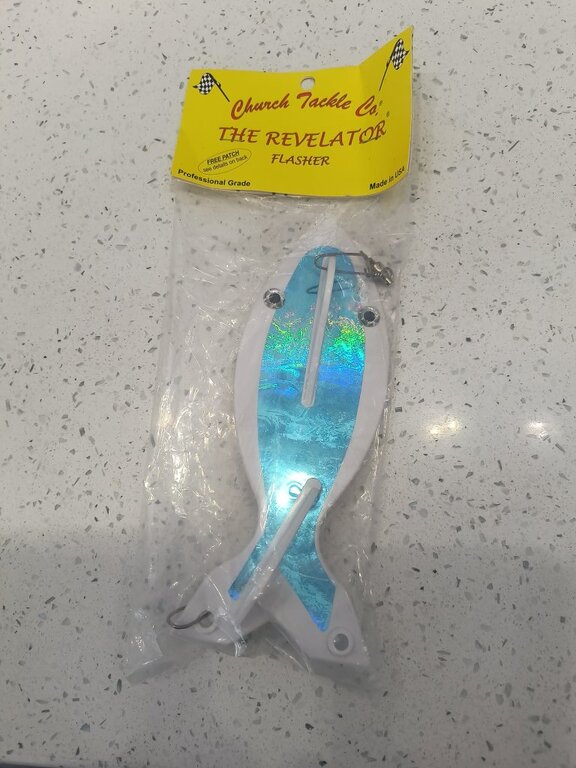 Church Tackle Co.®
THE REVELATOR®
FLASHER
FREE PATCH
see details on back
Professional Grade
Made in USA